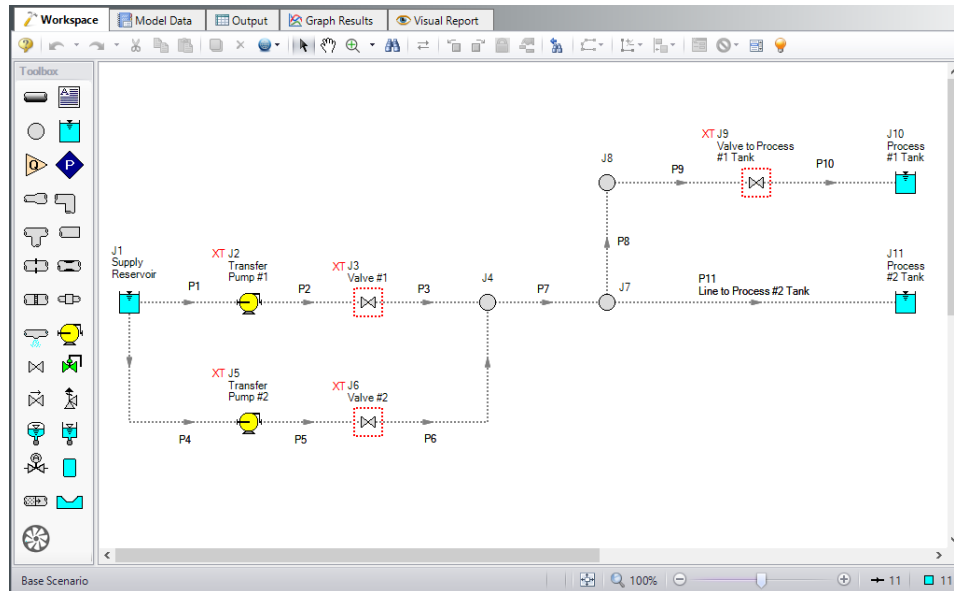 Workspace Model Data Output Graph Results Visual Report
Toolbox
XT J9
Valve to Process
#1 Tank
J10
Process
#1 Tank
J8
P9
P10
P8
J1
Supply
Reservoir
XT J2
Transfer
Pump #1
XT J3
Valve #1
J4
J7
P11
Line to Process #2 Tank
J11
Process
#2 Tank
P1
P2
P3
P7
XT J5
Transfer
Pump #2
XT J6
Valve #2
P4
P5
P6
Q
P
A
Base Scenario 100% 11 11